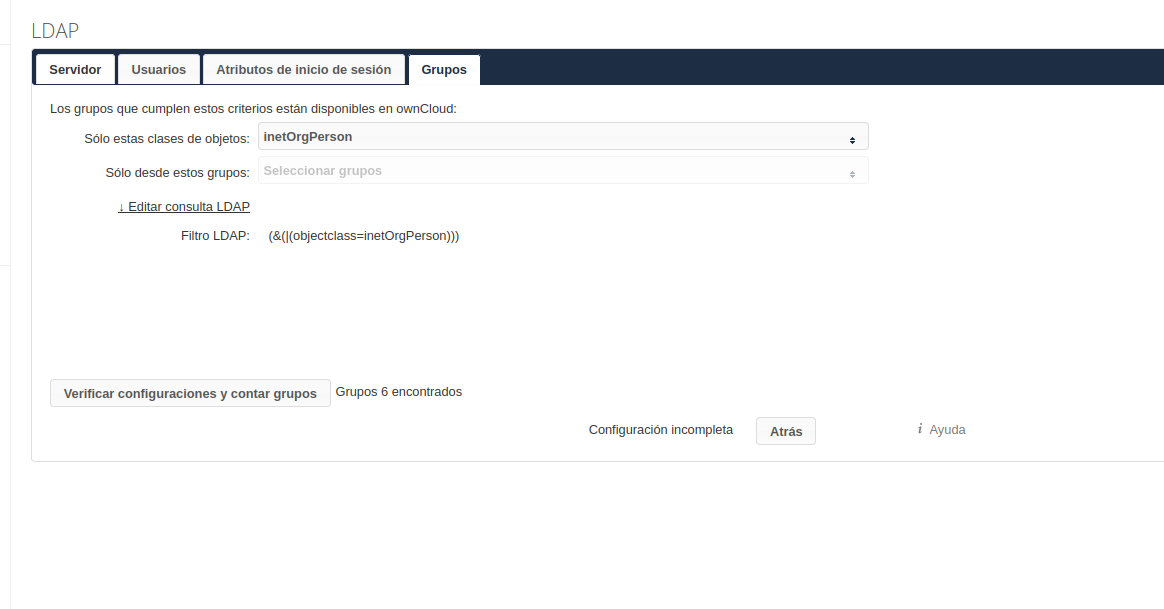 LDAP
Servidor Usuarios Atributos de inicio de sesión Grupos
Los grupos que cumplen estos criterios están disponibles en ownCloud:
Sólo estas clases de objetos: inetOrgPerson
Sólo desde estos grupos: Seleccionar grupos
↓ Editar consulta LDAP
Filtro LDAP: (&(|(objectclass=inetOrgPerson)))
Verificar configuraciones y contar grupos Grupos 6 encontrados
Configuración incompleta Atrás i Ayuda